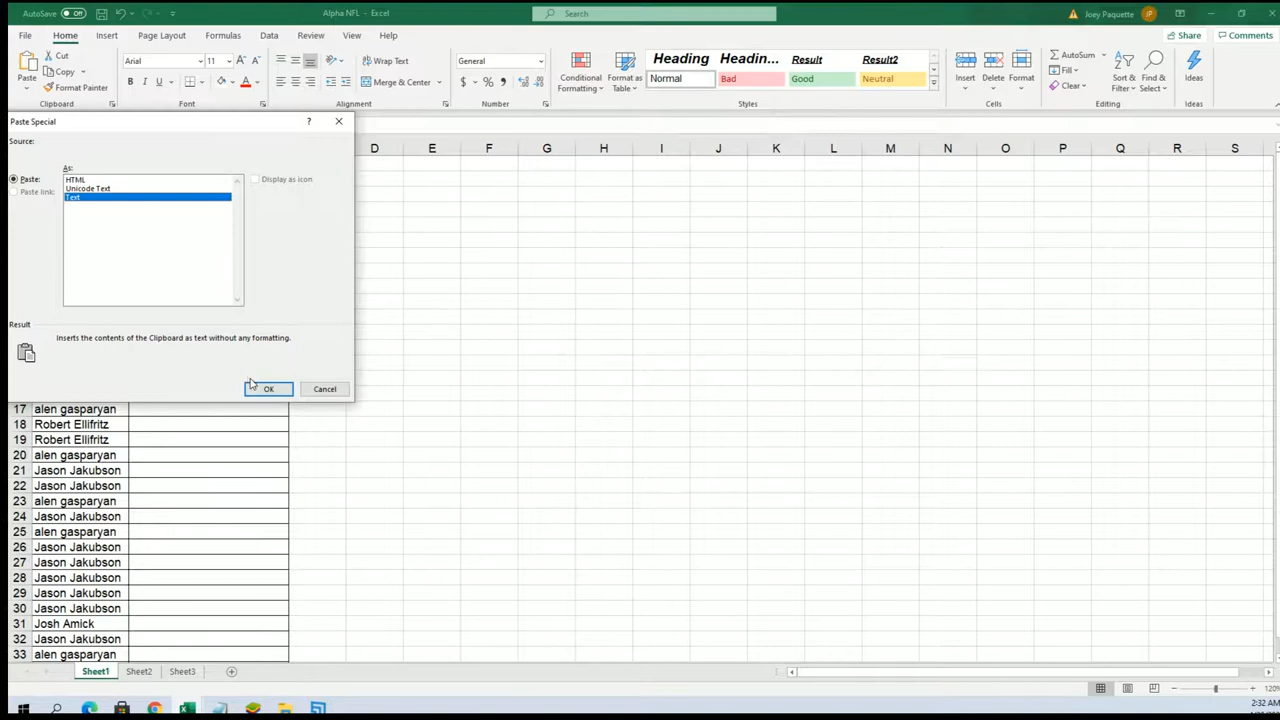 AutoSave Off Alpha NFL - Excel Search Joey Paquette JP
File Home Insert Page Layout Formulas Data Review View Help Share Comments
Paste Cut Copy Format Painter Clipboard
Arial 11 B I U A Font
Wrap Text Merge & Center Alignment
General $ % Number
Conditional Formatting Format as Table
Heading Headin... Result Result2
Normal Bad Good Neutral Styles
Insert Delete Format Cells
AutoSum Fill Clear Sort & Filter Find & Select Editing
Ideas Ideas
Paste Special ?
Source:
As:
Paste: HTML Display as icon
Unicode Text
Paste link: Text
Result
Inserts the contents of the Clipboard as text without any formatting.
OK Cancel
D E F G H I J K L M N O P Q R S
17 alen gasparyan
18 Robert Ellifritz
19 Robert Ellifritz
20 alen gasparyan
21 Jason Jakubson
22 Jason Jakubson
23 alen gasparyan
24 Jason Jakubson
25 alen gasparyan
26 Jason Jakubson
27 Jason Jakubson
28 Jason Jakubson
29 Jason Jakubson
30 Jason Jakubson
31 Josh Amick
32 Jason Jakubson
33 alen gasparyan
Sheet1 Sheet2 Sheet3
120%
2:32 AM